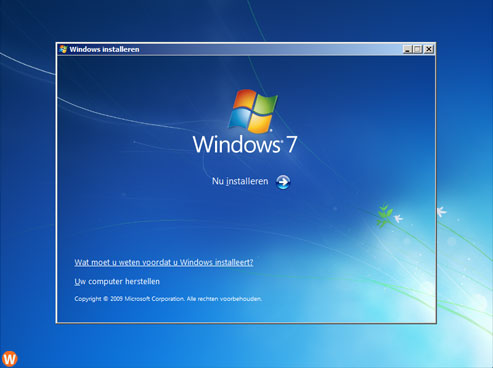 Windows installeren
Windows 7
Nu installeren
Wat moet u weten voordat u Windows installeert?
Uw computer herstellen
Copyright © 2009 Microsoft Corporation. Alle rechten voorbehouden.
W